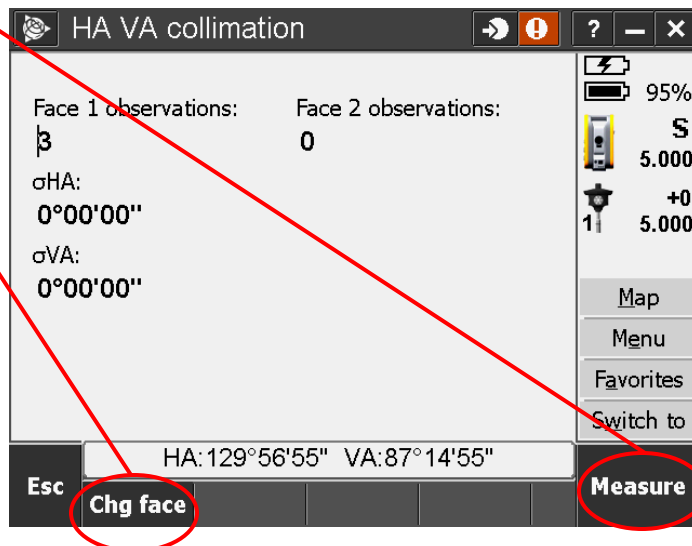 HA VA collimation
? – ×
95%
Face 1 observations: Face 2 observations:
3 0
S
5.000
σHA:
0°00'00"
+0
1 5.000
σVA:
0°00'00"
Map
Menu
Favorites
Switch to
HA:129°56'55" VA:87°14'55"
Esc Chg face Measure